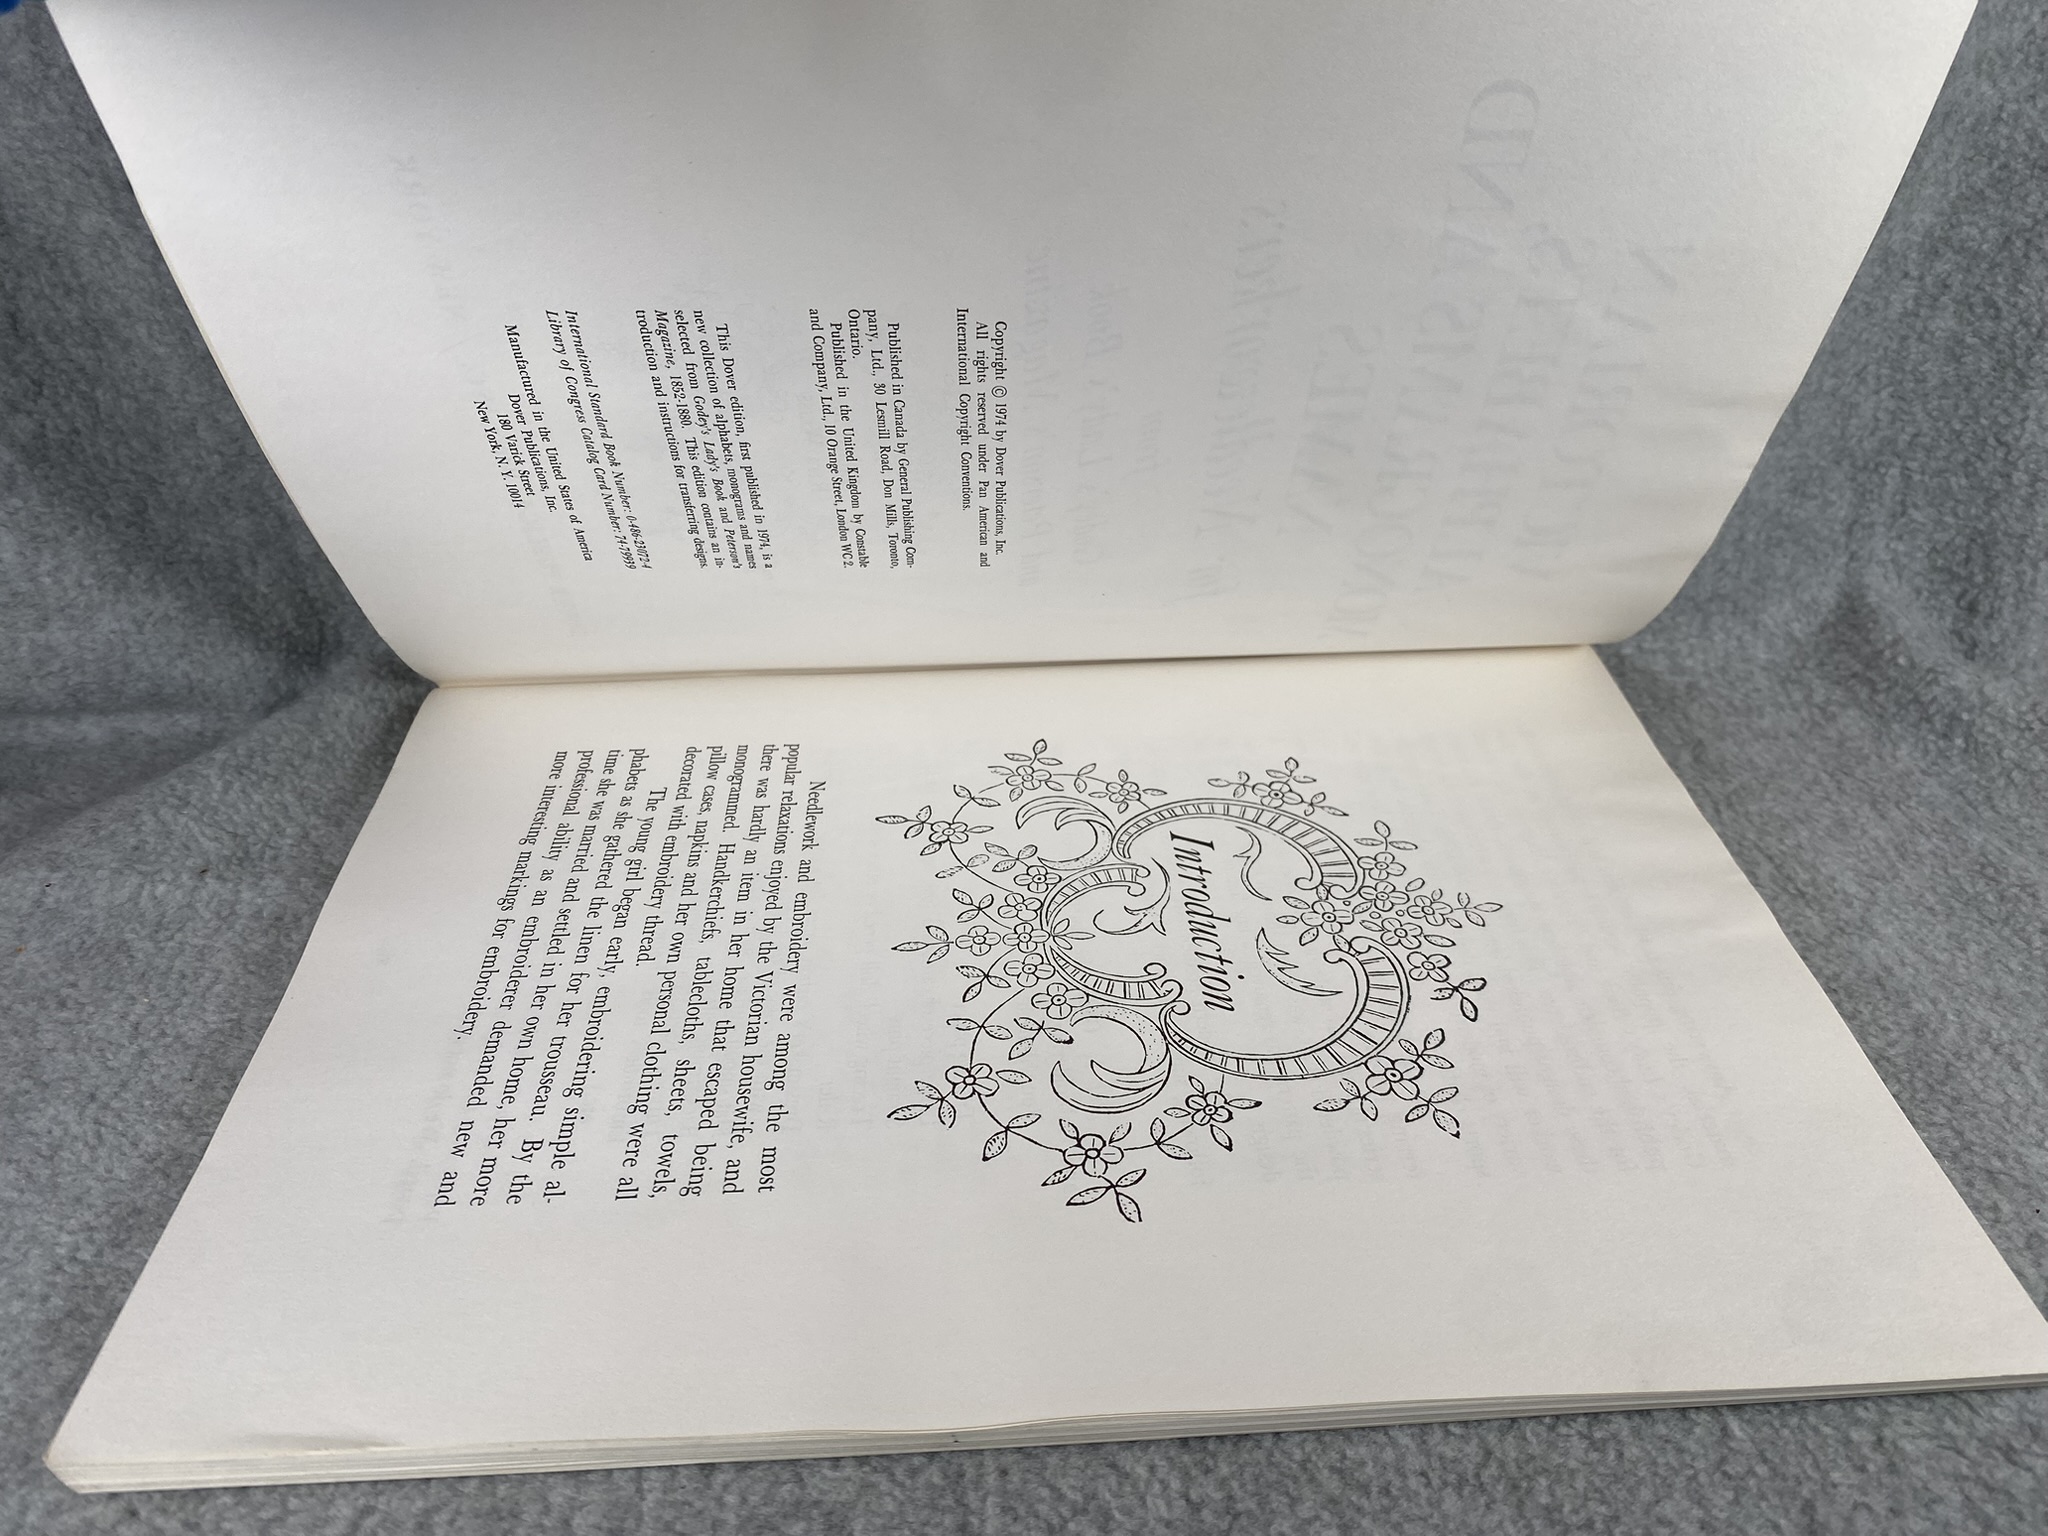 Copyright © 1974 by Dover Publications, Inc.
All rights reserved under Pan American and
International Copyright Conventions.
Published in Canada by General Publishing Com-
pany, Ltd., 30 Lesmill Road, Don Mills, Toronto,
Ontario.
Published in the United Kingdom by Constable
and Company, Ltd., 10 Orange Street, London WC 2.
This Dover edition, first published in 1974, is a
new collection of alphabets, monograms and names
selected from Godey's Lady's Book and Peterson's
Magazine, 1852-1880. This edition contains an in-
troduction and instructions for transferring designs.
International Standard Book Number: 0-486-23072-4
Library of Congress Catalog Card Number: 74-79939
Manufactured in the United States of America
Dover Publications, Inc.
180 Varick Street
New York, N. Y. 10014
Introduction
Needlework and embroidery were among the most
popular relaxations enjoyed by the Victorian housewife, and
there was hardly an item in her home that escaped being
monogrammed. Handkerchiefs, tablecloths, sheets, towels,
pillow cases, napkins and her own personal clothing were all
decorated with embroidery thread.
The young girl began early, embroidering simple al-
phabets as she gathered the linen for her trousseau. By the
time she was married and settled in her own home, her more
professional ability as an embroiderer demanded new and
more interesting markings for embroidery.